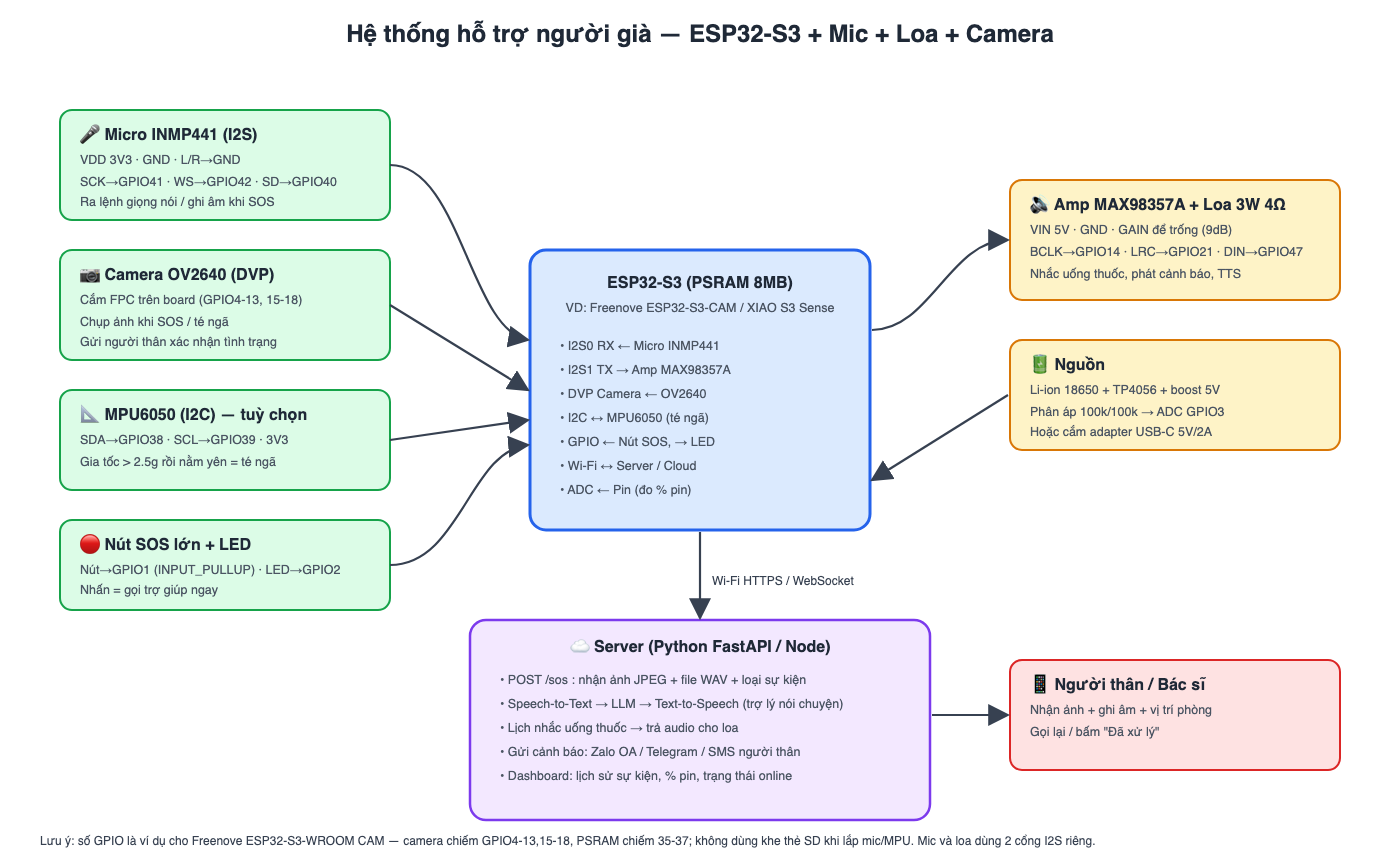 Hệ thống hỗ trợ người già — ESP32-S3 + Mic + Loa + Camera
Micro INMP441 (I2S)
VDD 3V3 · GND · L/R→GND
SCK→GPIO41 · WS→GPIO42 · SD→GPIO40
Ra lệnh giọng nói / ghi âm khi SOS
Camera OV2640 (DVP)
Cắm FPC trên board (GPIO4-13, 15-18)
Chụp ảnh khi SOS / té ngã
Gửi người thân xác nhận tình trạng
MPU6050 (I2C) — tuỳ chọn
SDA→GPIO38 · SCL→GPIO39 · 3V3
Gia tốc > 2.5g rồi nằm yên = té ngã
Nút SOS lớn + LED
Nút→GPIO1 (INPUT_PULLUP) · LED→GPIO2
Nhấn = gọi trợ giúp ngay
ESP32-S3 (PSRAM 8MB)
VD: Freenove ESP32-S3-CAM / XIAO S3 Sense
• I2S0 RX ← Micro INMP441
• I2S1 TX → Amp MAX98357A
• DVP Camera ← OV2640
• I2C ↔ MPU6050 (té ngã)
• GPIO ← Nút SOS, → LED
• Wi-Fi ↔ Server / Cloud
• ADC ← Pin (đo % pin)
Amp MAX98357A + Loa 3W 4Ω
VIN 5V · GND · GAIN để trống (9dB)
BCLK→GPIO14 · LRC→GPIO21 · DIN→GPIO47
Nhắc uống thuốc, phát cảnh báo, TTS
Nguồn
Li-ion 18650 + TP4056 + boost 5V
Phân áp 100k/100k → ADC GPIO3
Hoặc cắm adapter USB-C 5V/2A
Wi-Fi HTTPS / WebSocket
Server (Python FastAPI / Node)
• POST /sos : nhận ảnh JPEG + file WAV + loại sự kiện
• Speech-to-Text → LLM → Text-to-Speech (trợ lý nói chuyện)
• Lịch nhắc uống thuốc → trả audio cho loa
• Gửi cảnh báo: Zalo OA / Telegram / SMS người thân
• Dashboard: lịch sử sự kiện, % pin, trạng thái online
Người thân / Bác sĩ
Nhận ảnh + ghi âm + vị trí phòng
Gọi lại / bấm "Đã xử lý"
Lưu ý: số GPIO là ví dụ cho Freenove ESP32-S3-WROOM CAM — camera chiếm GPIO4-13,15-18, PSRAM chiếm 35-37; không dùng khe thẻ SD khi lắp mic/MPU. Mic và loa dùng 2 cổng I2S riêng.